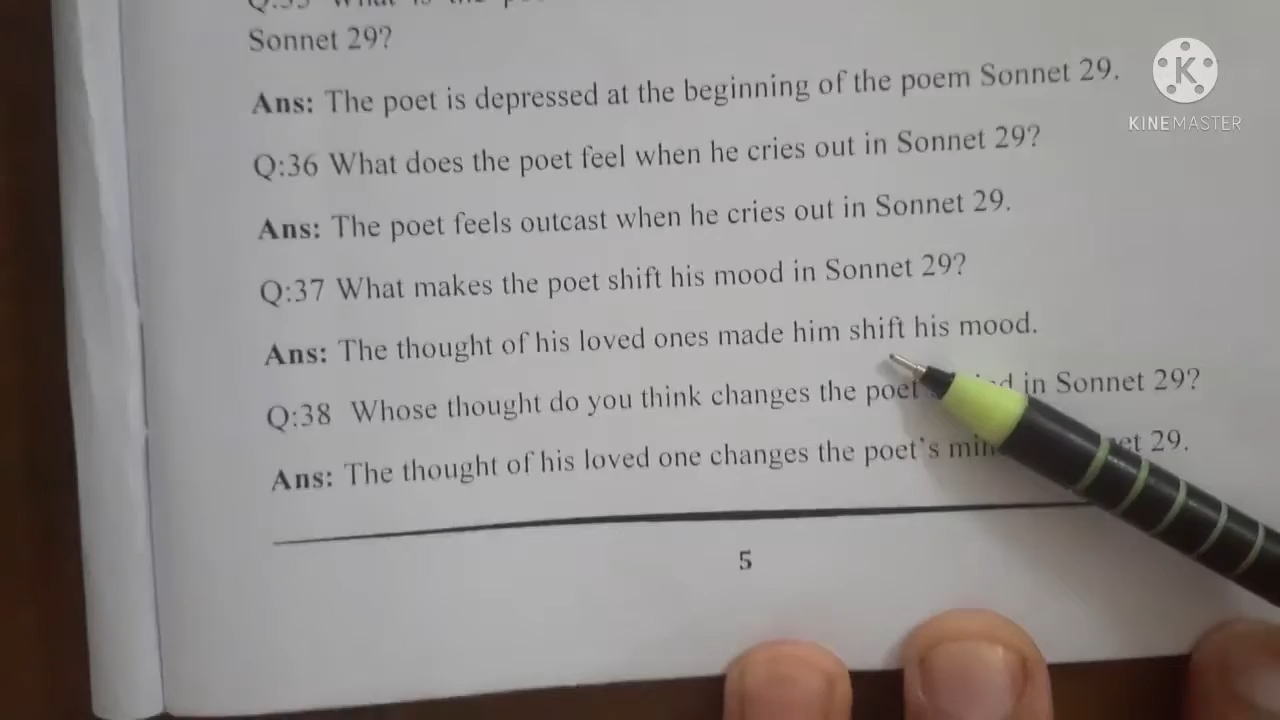 Q:35 What is the
Sonnet 29?
Ans: The poet is depressed at the beginning of the poem Sonnet 29.
Q:36 What does the poet feel when he cries out in Sonnet 29?
Ans: The poet feels outcast when he cries out in Sonnet 29.
Q:37 What makes the poet shift his mood in Sonnet 29?
Ans: The thought of his loved ones made him shift his mood.
Q:38 Whose thought do you think changes the poet in Sonnet 29?
Ans: The thought of his loved one changes the poet's 29.
5
K
KINEMASTER